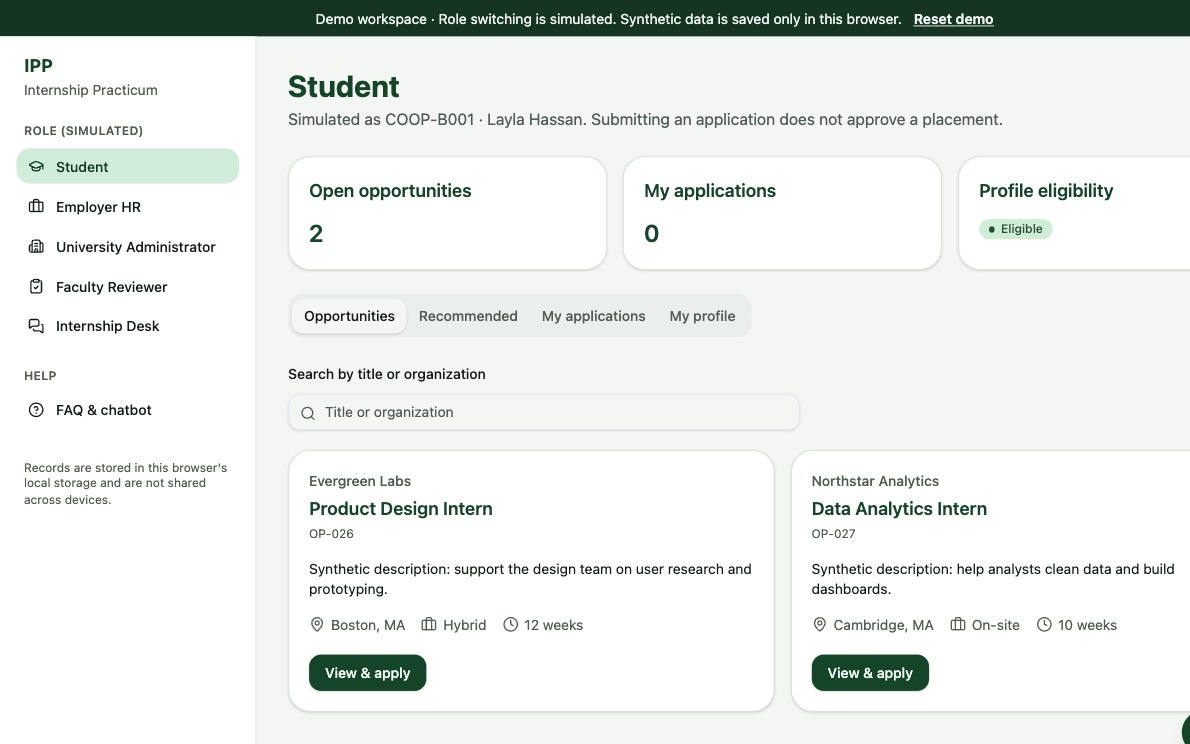 Demo workspace · Role switching is simulated. Synthetic data is saved only in this browser. Reset demo
IPP
Internship Practicum
ROLE (SIMULATED)
Student
Employer HR
University Administrator
Faculty Reviewer
Internship Desk
HELP
FAQ & chatbot
Records are stored in this browser's
local storage and are not shared
across devices.
Student
Simulated as COOP-B001 · Layla Hassan. Submitting an application does not approve a placement.
Open opportunities
2
My applications
0
Profile eligibility
Eligible
Opportunities Recommended My applications My profile
Search by title or organization
Title or organization
Evergreen Labs
Product Design Intern
OP-026
Synthetic description: support the design team on user research and
prototyping.
Boston, MA Hybrid 12 weeks
View & apply
Northstar Analytics
Data Analytics Intern
OP-027
Synthetic description: help analysts clean data and build
dashboards.
Cambridge, MA On-site 10 weeks
View & apply